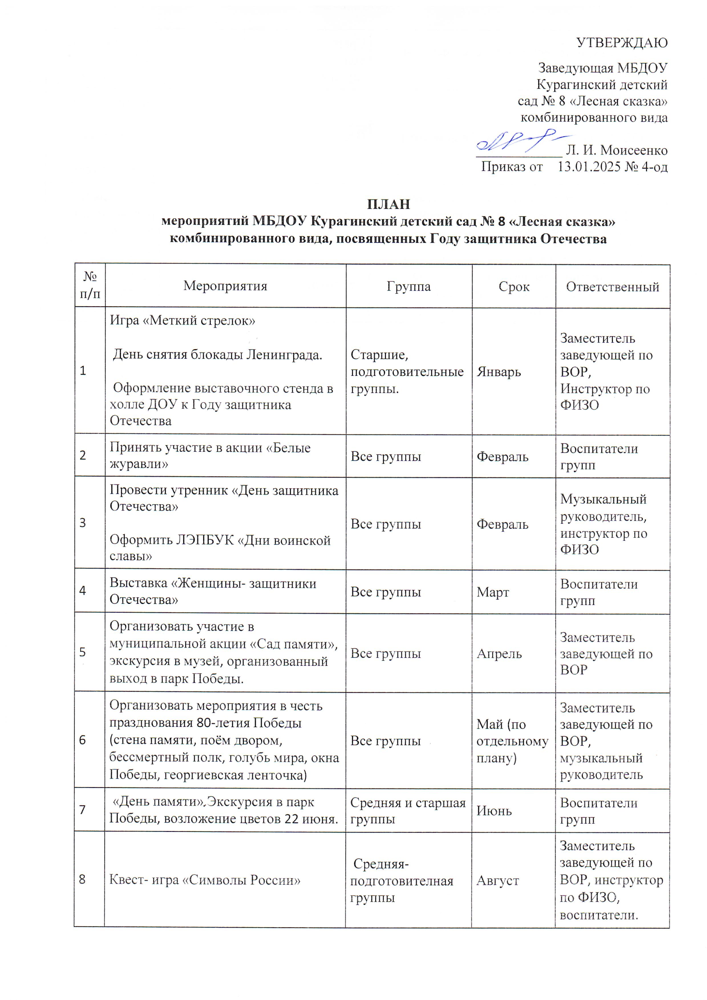 УТВЕРЖДАЮ
Заведующая МБДОУ
Курагинский детский
сад № 8 «Лесная сказка»
комбинированного вида
Л. И. Моисеенко
Приказ от 13.01.2025 № 4-од
ПЛАН
мероприятий МБДОУ Курагинский детский сад № 8 «Лесная сказка»
комбинированного вида, посвященных Году защитника Отечества
№
п/п
Мероприятия
Группа
Срок
Ответственный
1
Игра «Меткий стрелок»
День снятия блокады Ленинграда.
Оформление выставочного стенда в
холле ДОУ к Году защитника
Отечества
Старшие,
подготовительные
группы.
Январь
Заместитель
заведующей по
ВОР,
Инструктор по
ФИЗО
2
Принять участие в акции «Белые
журавли»
Все группы
Февраль
Воспитатели
групп
3
Провести утренник «День защитника
Отечества»
Оформить ЛЭПБУК «Дни воинской
славы»
Все группы
Февраль
Музыкальный
руководитель,
инструктор по
ФИЗО
4
Выставка «Женщины- защитники
Отечества»
Все группы
Март
Воспитатели
групп
5
Организовать участие в
муниципальной акции «Сад памяти»,
экскурсия в музей, организованный
выход в парк Победы.
Все группы
Апрель
Заместитель
заведующей по
ВОР
6
Организовать мероприятия в честь
празднования 80-летия Победы
(стена памяти, поём двором,
бессмертный полк, голубь мира, окна
Победы, георгиевская ленточка)
Все группы
Май (по
отдельному
плану)
Заместитель
заведующей по
ВОР,
музыкальный
руководитель
7
«День памяти».Экскурсия в парк
Победы, возложение цветов 22 июня.
Средняя и старшая
группы
Июнь
Воспитатели
групп
8
Квест- игра «Символы России»
Средняя-
подготовителная
группы
Август
Заместитель
заведующей по
ВОР, инструктор
по ФИЗО,
воспитатели.